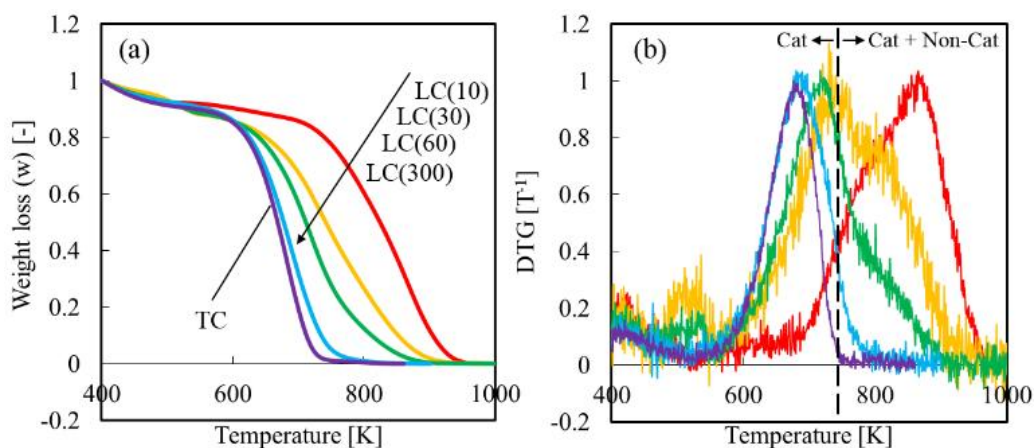 (a)
1.2
1
0.8
0.6
0.4
0.2
0
-0.2
Weight loss (w) [-]
LC(10)
LC(30)
LC(60)
LC(300)
TC
400 600 800 1000
Temperature [K]
(b)
Cat
Cat + Non-Cat
1.2
1
0.8
0.6
0.4
0.2
0
-0.2
DTG [T-1]
400 600 800 1000
Temperature [K]